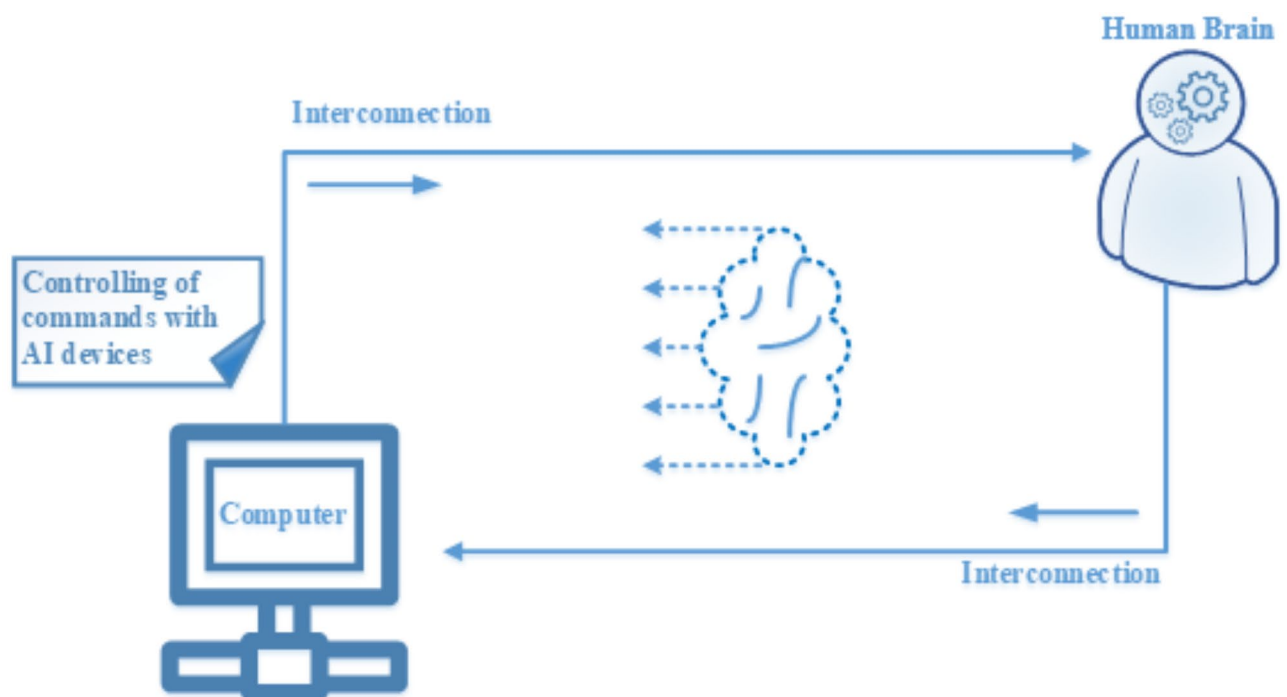 Human Brain
Interconnection
Controlling of
commands with
AI devices
Computer
Interconnection